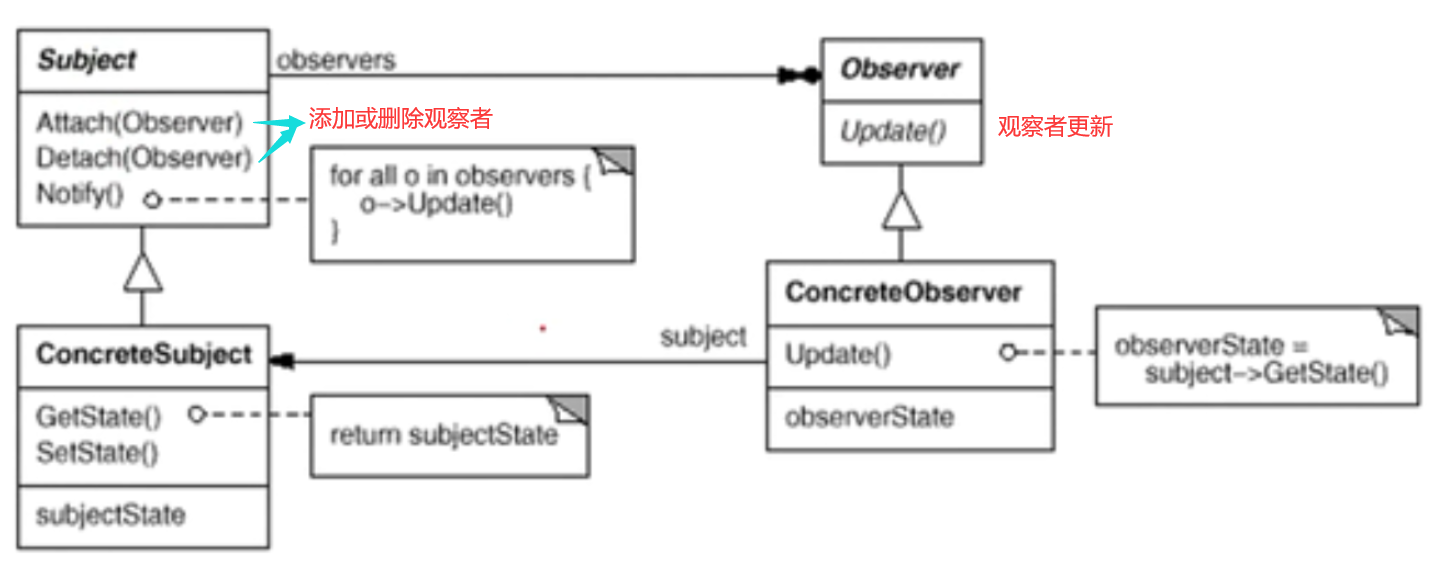 Subject
Attach(Observer)
Detach(Observer)
Notify()
observers
添加或删除观察者
for all o in observers {
o->Update()
}
Observer
Update()
观察者更新
ConcreteSubject
GetState()
SetState()
subjectState
return subjectState
subject
ConcreteObserver
Update()
observerState
observerState =
subject->GetState()